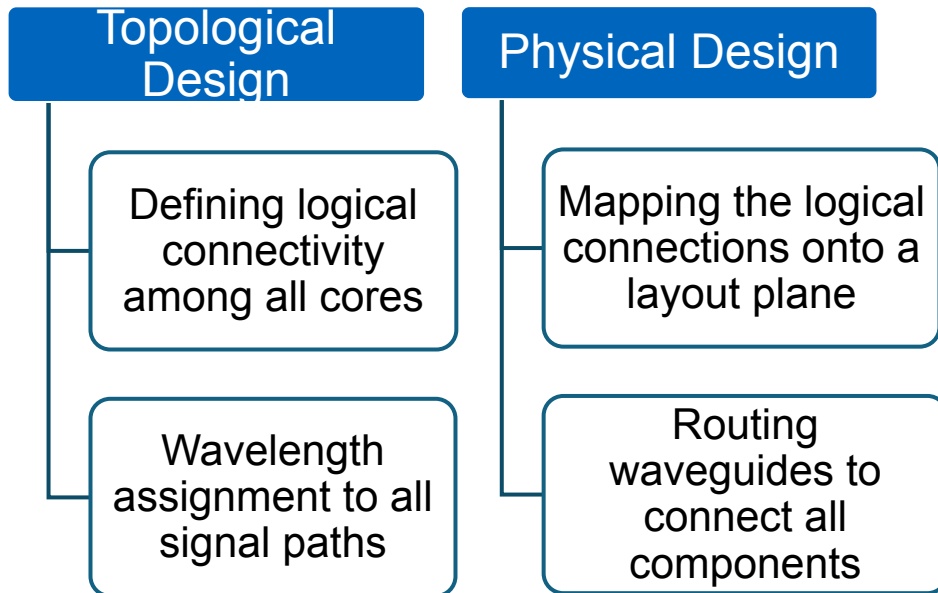 Topological
Design
Defining logical
connectivity
among all cores
Wavelength
assignment to all
signal paths
Physical Design
Mapping the logical
connections onto a
layout plane
Routing
waveguides to
connect all
components